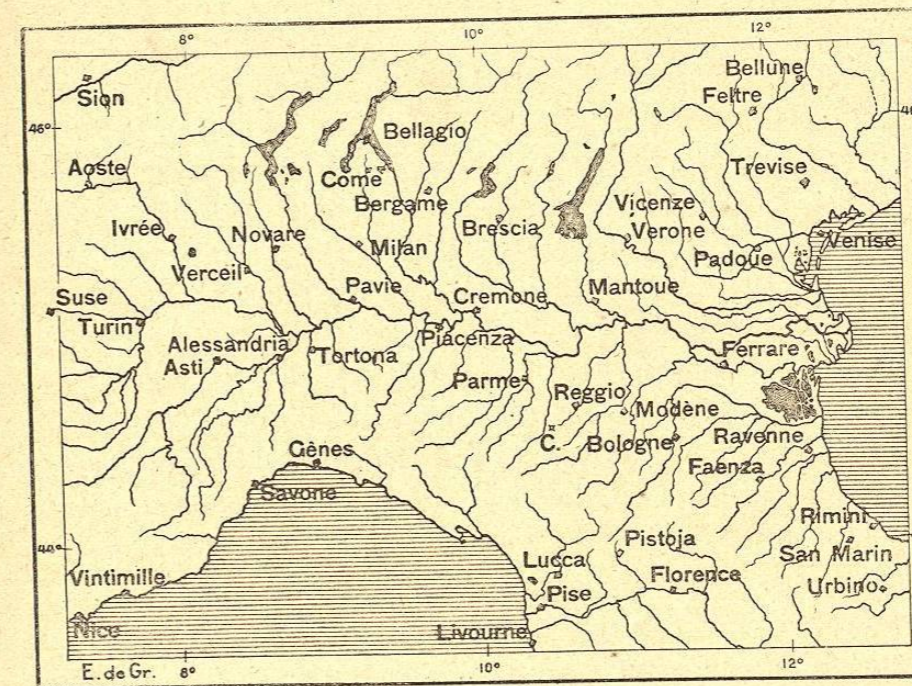 8° 10° 12°
Bellune
Sion
Feltre
46°
Bellagio
Aoste
Trevise
Come
Bergame
Vicenze
Ivrée
Novare
Brescia
Verone
Milan
Venise
Padoue
Verceil
Pavie
Mantoue
Suse
Cremone
Turin
Piacenza
Alessandria
Ferrare
Asti
Tortona
Parme
Reggio
Modène
C.
Bologne
Ravenne
Gênes
Faenza
Savone
Rimini
Pistoja
44°
San Marin
Lucca
Vintimille
Florence
Urbino
Pise
Nice
Livourne
E. de Gr.
8° 10° 12°